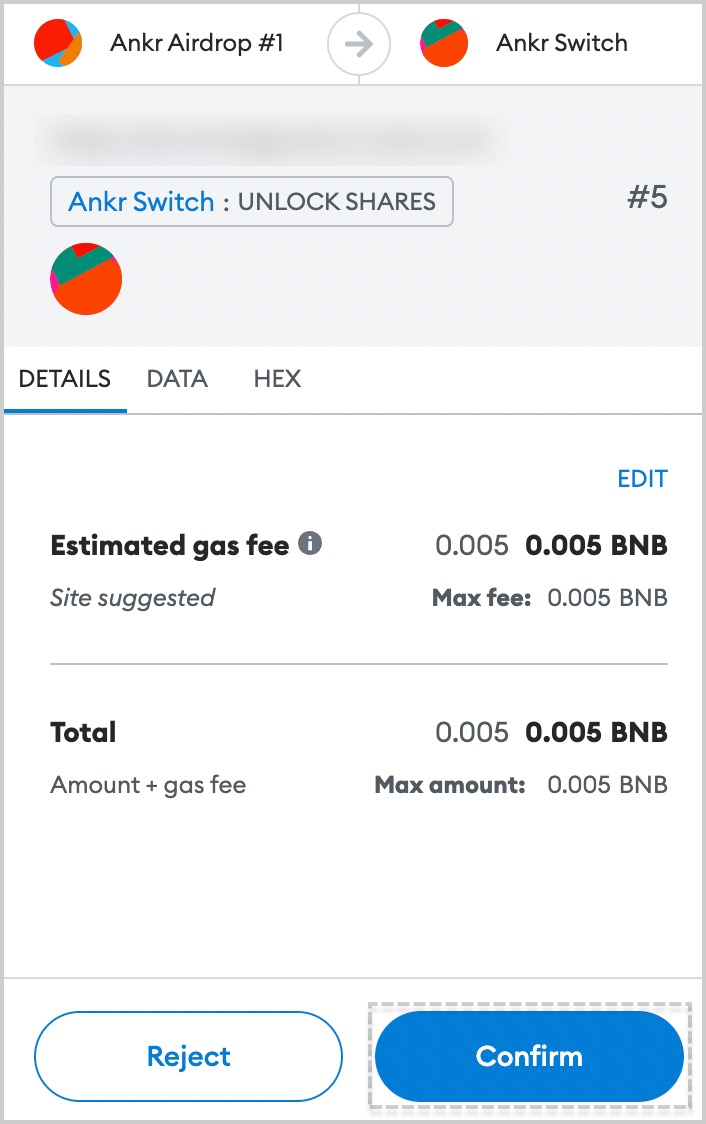 Ankr Airdrop #1 Ankr Switch
Ankr Switch : UNLOCK SHARES #5
DETAILS DATA HEX
EDIT
Estimated gas fee 0.005 0.005 BNB
Site suggested Max fee: 0.005 BNB
Total 0.005 0.005 BNB
Amount + gas fee Max amount: 0.005 BNB
Reject Confirm